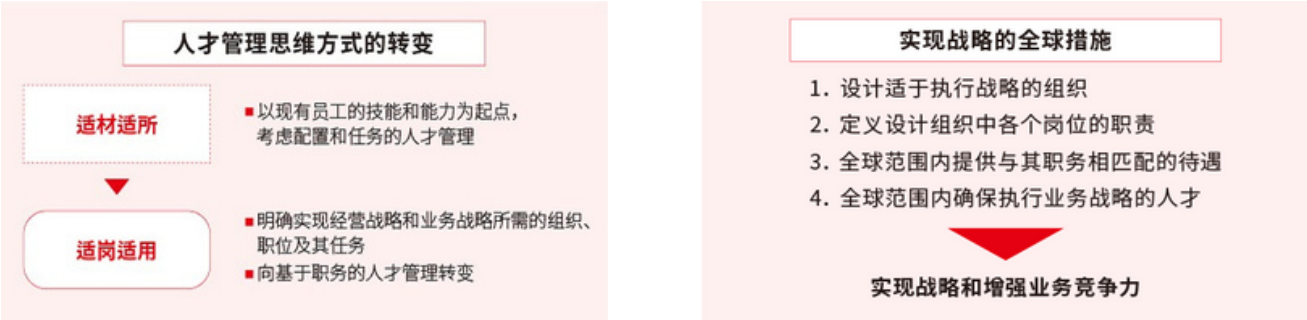 人才管理思维方式的转变
适材适所
■以现有员工的技能和能力为起点，
考虑配置和任务的人才管理
适岗适用
■明确实现经营战略和业务战略所需的组织、
职位及其任务
■向基于职务的人才管理转变
实现战略的全球措施
1. 设计适于执行战略的组织
2. 定义设计组织中各个岗位的职责
3. 全球范围内提供与其职务相匹配的待遇
4. 全球范围内确保执行业务战略的人才
实现战略和增强业务竞争力